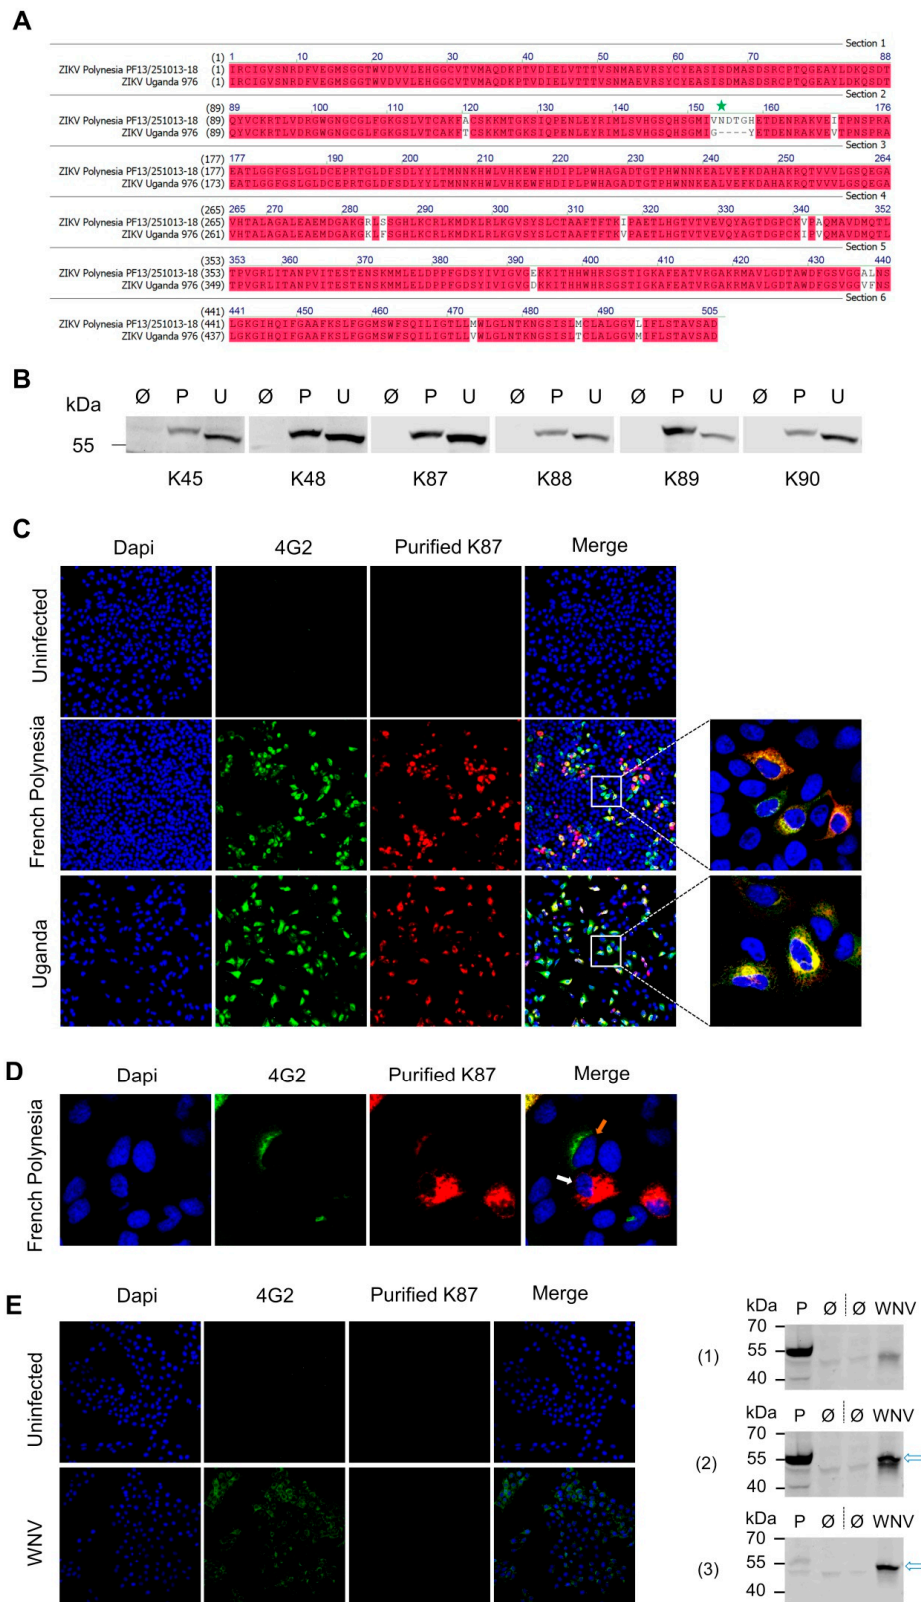 A
Section 1
(1) 1 10 20 30 40 50 60 70 88
ZIKV Polynesia PF13/251013-18 (1) IRCIGVSNRDFVEGMSGGTWVDVVLEHGGCVTVMAQDKPTVDIELVTTTVSNMAEVRSYCYEASISDMASDSRCPTQGEAYLDKQSDT
ZIKV Uganda 976 (1) IRCIGVSNRDFVEGMSGGTWVDVVLEHGGCVTVMAQDKPTVDIELVTTTVSNMAEVRSYCYEASISDMASDSRCPTQGEAYLDKQSDT
Section 2
(89) 89 100 110 120 130 140 150 160 176
ZIKV Polynesia PF13/251013-18 (89) QYVCKRTLVDRGWGNGCGLFGKGSLVTCAKFACSKKMTGKSIQPENLEYRIMLSVHGSQHSGMIVNDTGHETDENRAKVEITPNSPRA
ZIKV Uganda 976 (89) QYVCKRTLVDRGWGNGCGLFGKGSLVTCAKFTCSKKMTGKSIQPENLEYRIMLSVHGSQHSGMIG----YETDENRAKVEVTPNSPRA
Section 3
(177) 177 190 200 210 220 230 240 250 264
ZIKV Polynesia PF13/251013-18 (177) EATLGGFGSLGLDCEPRTGLDFSDLYYLTMNNKHWLVHKEWFHDIPLPWHAGADTGTPHWNNKEALVEFKDAHAKRQTVVVLGSQEGA
ZIKV Uganda 976 (173) EATLGGFGSLGLDCEPRTGLDFSDLYYLTMNNKHWLVHKEWFHDIPLPWHAGADTGTPHWNNKEALVEFKDAHAKRQTVVVLGSQEGA
Section 4
(265) 265 280 290 300 310 320 330 340 352
ZIKV Polynesia PF13/251013-18 (265) VHTALAGALEAEMDGAKGRLSSGHLKCRLKMDKLRLKGVSYSLCTAAFTFTKIPAETLHGTVTVEVQYAGTDGPCKVPAQMAVDMQTL
ZIKV Uganda 976 (261) VHTALAGALEAEMDGAKGKLFSGHLKCRLKMDKLRLKGVSYSLCTAAFTFTKVPAETLHGTVTVEVQYAGTDGPCKIPVQMAVDMQTL
Section 5
(353) 353 360 370 380 390 400 410 420 440
ZIKV Polynesia PF13/251013-18 (353) TPVGRLITANPVITESTENSKMMLELDPPFGDSYIVIGVGEKKITHHWHRSGSTIGKAFEATVRGAKRMAVLGDTAWDFGSVGGALNS
ZIKV Uganda 976 (349) TPVGRLITANPVITESTENSKMMLELDPPFGDSYIVIGVGDKKITHHWHRSGSTIGKAFEATVRGAKRMAVLGDTAWDFGSVGGVFNS
Section 6
(441) 441 450 460 470 480 490 505
ZIKV Polynesia PF13/251013-18 (441) LGKGIHQIFGAAFKSLFGGMSWFSQILIGTLLMWLGLNTKNGSISLMCLALGGVLIFLSTAVSAD
ZIKV Uganda 976 (437) LGKGIHQIFGAAFKSLFGGMSWFSQILIGTLLVWLGLNTKNGSISLTCLALGGVMIFLSTAVSAD
B
kDa Ø P U Ø P U Ø P U Ø P U Ø P U Ø P U
55
K45 K48 K87 K88 K89 K90
C
Dapi 4G2 Purified K87 Merge
Uninfected
French Polynesia
Uganda
D
Dapi 4G2 Purified K87 Merge
French Polynesia
E
Dapi 4G2 Purified K87 Merge
Uninfected
WNV
kDa P Ø Ø WNV
70
(1) 55
40
kDa P Ø Ø WNV
70
(2) 55
40
kDa P Ø Ø WNV
70
(3) 55
40